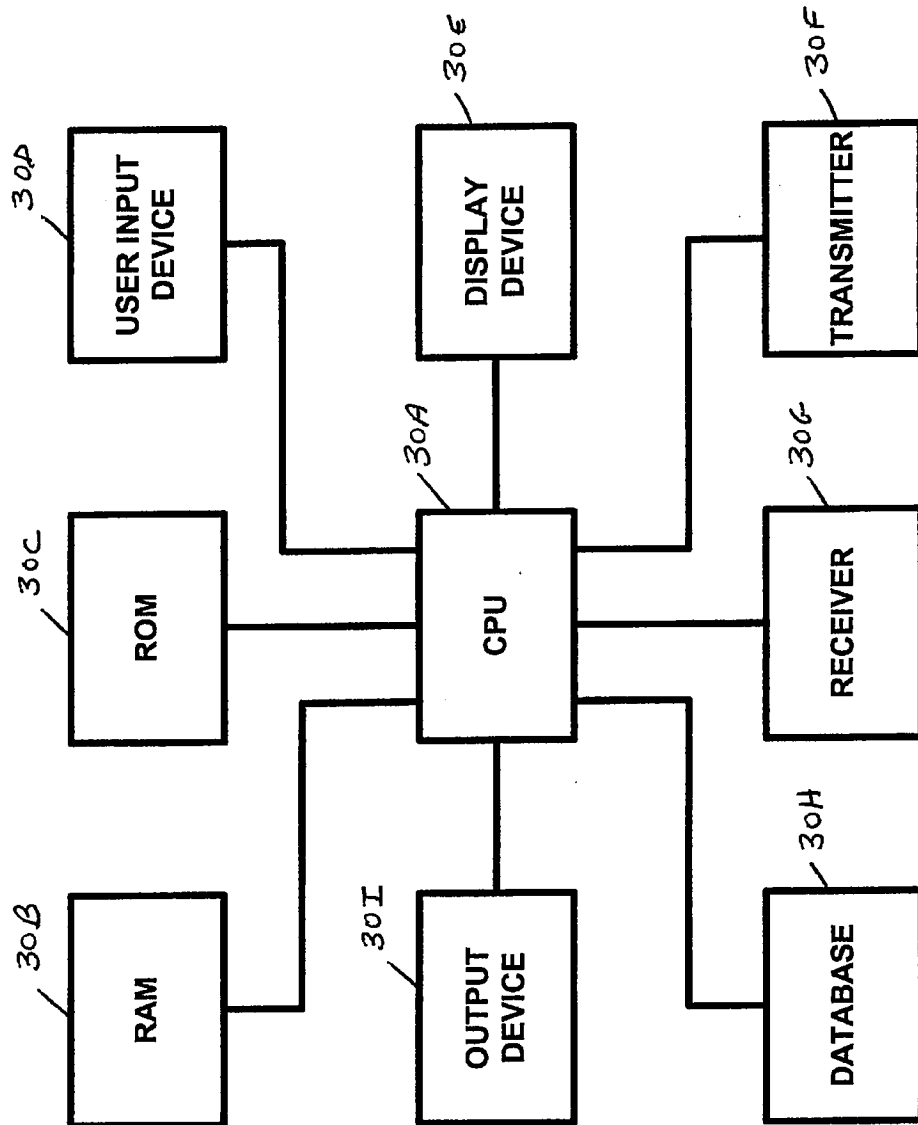 30B
RAM
30C
ROM
30D
USER INPUT
DEVICE
30I
OUTPUT
DEVICE
30A
CPU
30E
DISPLAY
DEVICE
30H
DATABASE
30G
RECEIVER
30F
TRANSMITTER